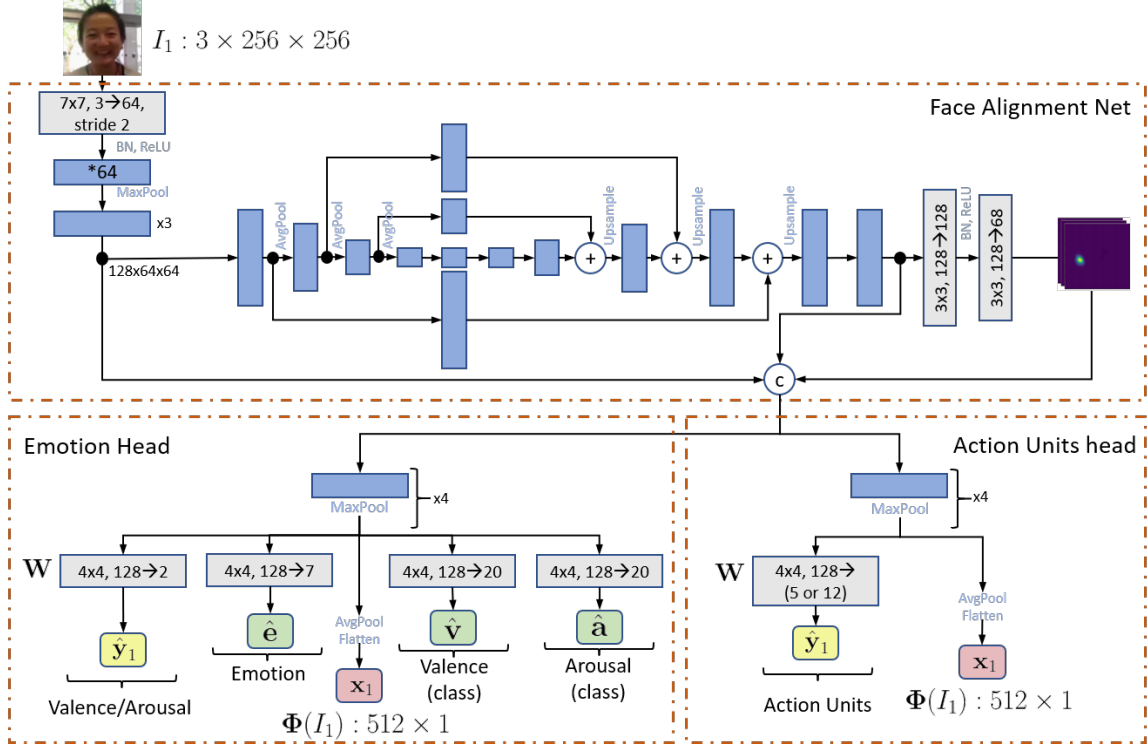 I₁ : 3 × 256 × 256
Face Alignment Net
7x7, 3→64,
stride 2
BN, ReLU
*64
MaxPool
x3
128x64x64
AvgPool
AvgPool
AvgPool
+
Upsample
+
Upsample
+
Upsample
3x3, 128→128
BN, ReLU
3x3, 128→68
c
Emotion Head
MaxPool
x4
W
4x4, 128→2
4x4, 128→7
4x4, 128→20
4x4, 128→20
ŷ₁
ê
AvgPool
Flatten
v̂
â
Valence/Arousal
Emotion
x₁
Valence
(class)
Arousal
(class)
Φ(I₁) : 512 × 1
Action Units head
MaxPool
x4
W
4x4, 128→
(5 or 12)
AvgPool
Flatten
ŷ₁
x₁
Action Units
Φ(I₁) : 512 × 1